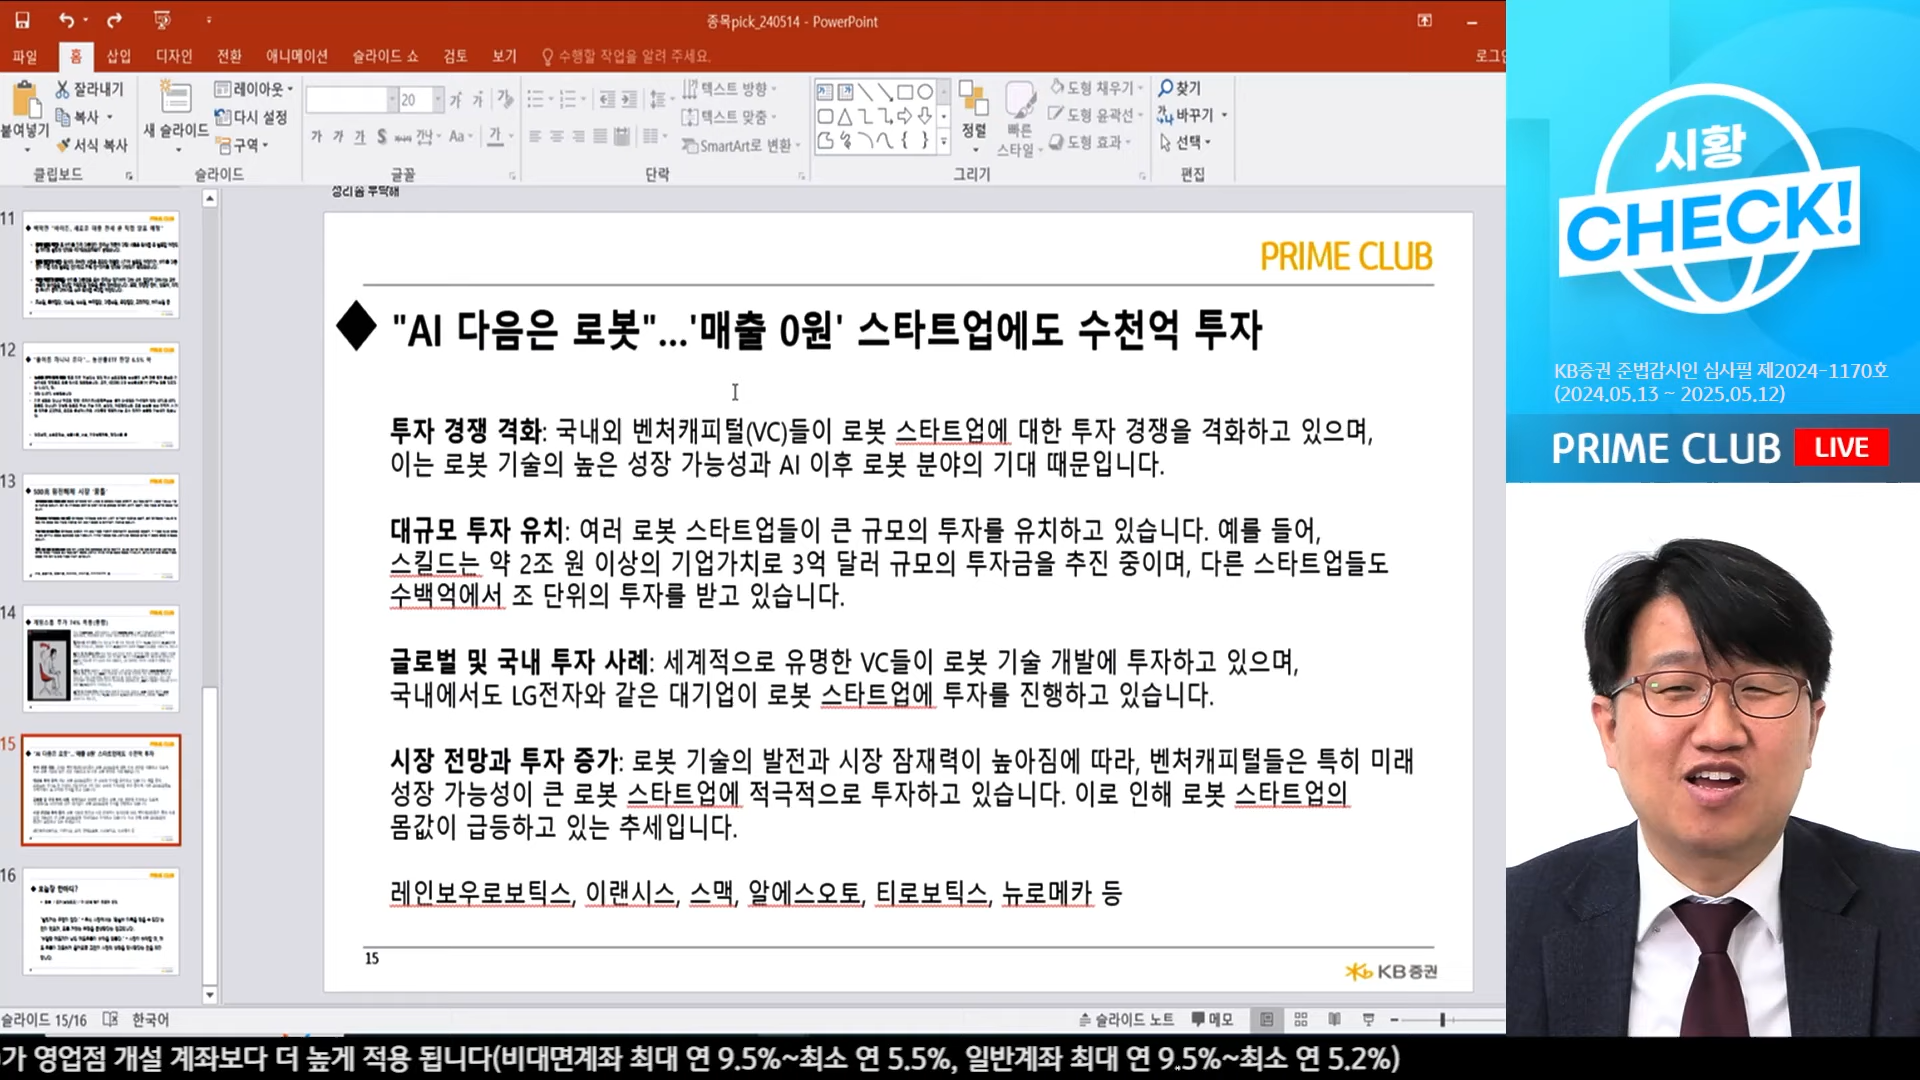 종목pick_240514 - PowerPoint
파일 홈 삽입 디자인 전환 애니메이션 슬라이드 쇼 검토 보기 수행할 작업을 알려 주세요.
붙여넣기
잘라내기
복사
서식 복사
클립보드
새 슬라이드
레이아웃
다시 설정
구역
슬라이드
20
글꼴
텍스트 방향
텍스트 맞춤
SmartArt로 변환
단락
정렬
빠른 스타일
도형 채우기
도형 윤곽선
도형 효과
그리기
찾기
바꾸기
선택
편집
11
12
13
14
15
16
PRIME CLUB
"AI 다음은 로봇"...'매출 0원' 스타트업에도 수천억 투자
투자 경쟁 격화: 국내외 벤처캐피털(VC)들이 로봇 스타트업에 대한 투자 경쟁을 격화하고 있으며,
이는 로봇 기술의 높은 성장 가능성과 AI 이후 로봇 분야의 기대 때문입니다.
대규모 투자 유치: 여러 로봇 스타트업들이 큰 규모의 투자를 유치하고 있습니다. 예를 들어,
스킬드는 약 2조 원 이상의 기업가치로 3억 달러 규모의 투자금을 추진 중이며, 다른 스타트업들도
수백억에서 조 단위의 투자를 받고 있습니다.
글로벌 및 국내 투자 사례: 세계적으로 유명한 VC들이 로봇 기술 개발에 투자하고 있으며,
국내에서도 LG전자와 같은 대기업이 로봇 스타트업에 투자를 진행하고 있습니다.
시장 전망과 투자 증가: 로봇 기술의 발전과 시장 잠재력이 높아짐에 따라, 벤처캐피털들은 특히 미래
성장 가능성이 큰 로봇 스타트업에 적극적으로 투자하고 있습니다. 이로 인해 로봇 스타트업의
몸값이 급등하고 있는 추세입니다.
레인보우로보틱스, 이랜시스, 스맥, 알에스오토, 티로보틱스, 뉴로메카 등
15
KB증권
슬라이드 15/16 한국어
슬라이드 노트 메모
시황
CHECK!
KB증권 준법감시인 심사필 제2024-1170호
(2024.05.13 ~ 2025.05.12)
PRIME CLUB LIVE
가 영업점 개설 계좌보다 더 높게 적용 됩니다(비대면계좌 최대 연 9.5%~최소 연 5.5%, 일반계좌 최대 연 9.5%~최소 연 5.2%)